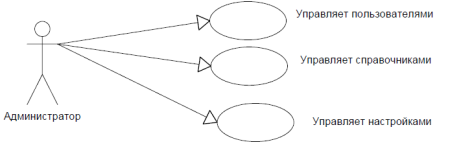 Управляет пользователями
Управляет справочниками
Администратор
Управляет настройками